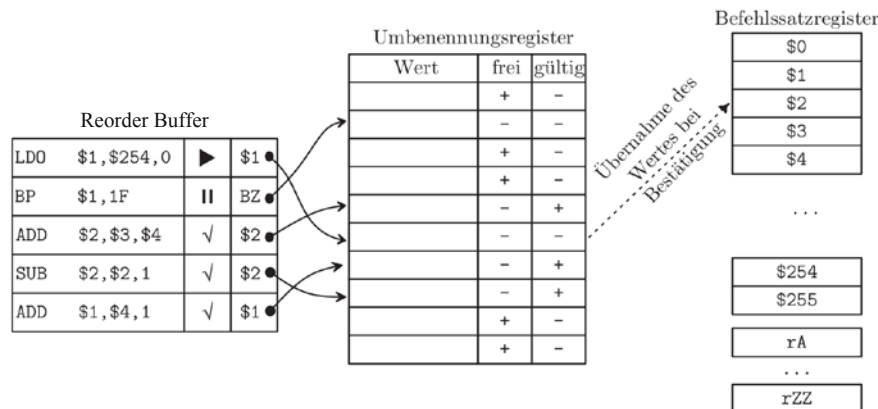 Reorder Buffer
LDO $1,$254,0 ▶ $1
BP $1,1F II BZ
ADD $2,$3,$4 √ $2
SUB $2,$2,1 √ $2
ADD $1,$4,1 √ $1
Umbenennungsregister
Wert frei gültig
+ −
− −
+ −
+ −
− +
− −
− +
− +
+ −
+ −
Übernahme des
Wertes bei
Bestätigung
Befehlssatzregister
$0
$1
$2
$3
$4
...
$254
$255
rA
...
rZZ